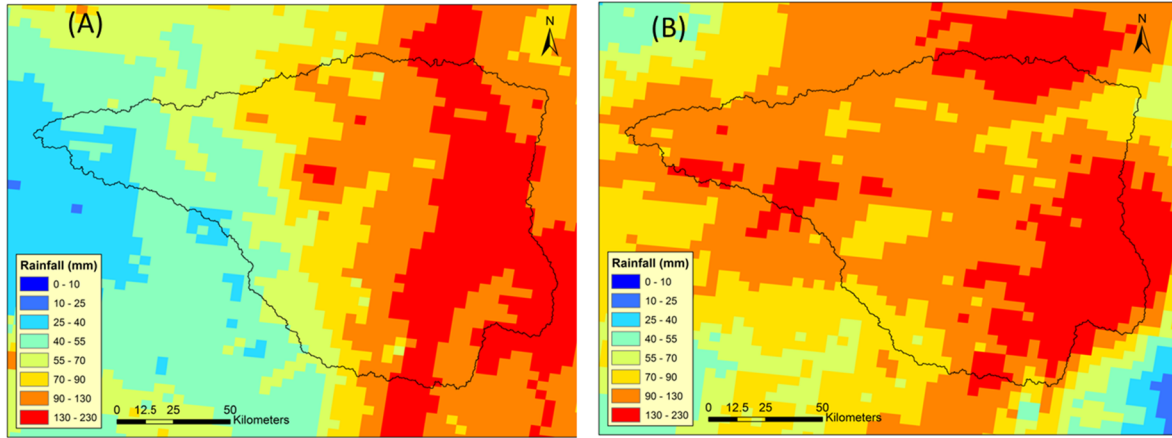 (A)
N
Rainfall (mm)
0 - 10
10 - 25
25 - 40
40 - 55
55 - 70
70 - 90
90 - 130
130 - 230
0 12.5 25 50
Kilometers
(B)
N
Rainfall (mm)
0 - 10
10 - 25
25 - 40
40 - 55
55 - 70
70 - 90
90 - 130
130 - 230
0 12.5 25 50
Kilometers